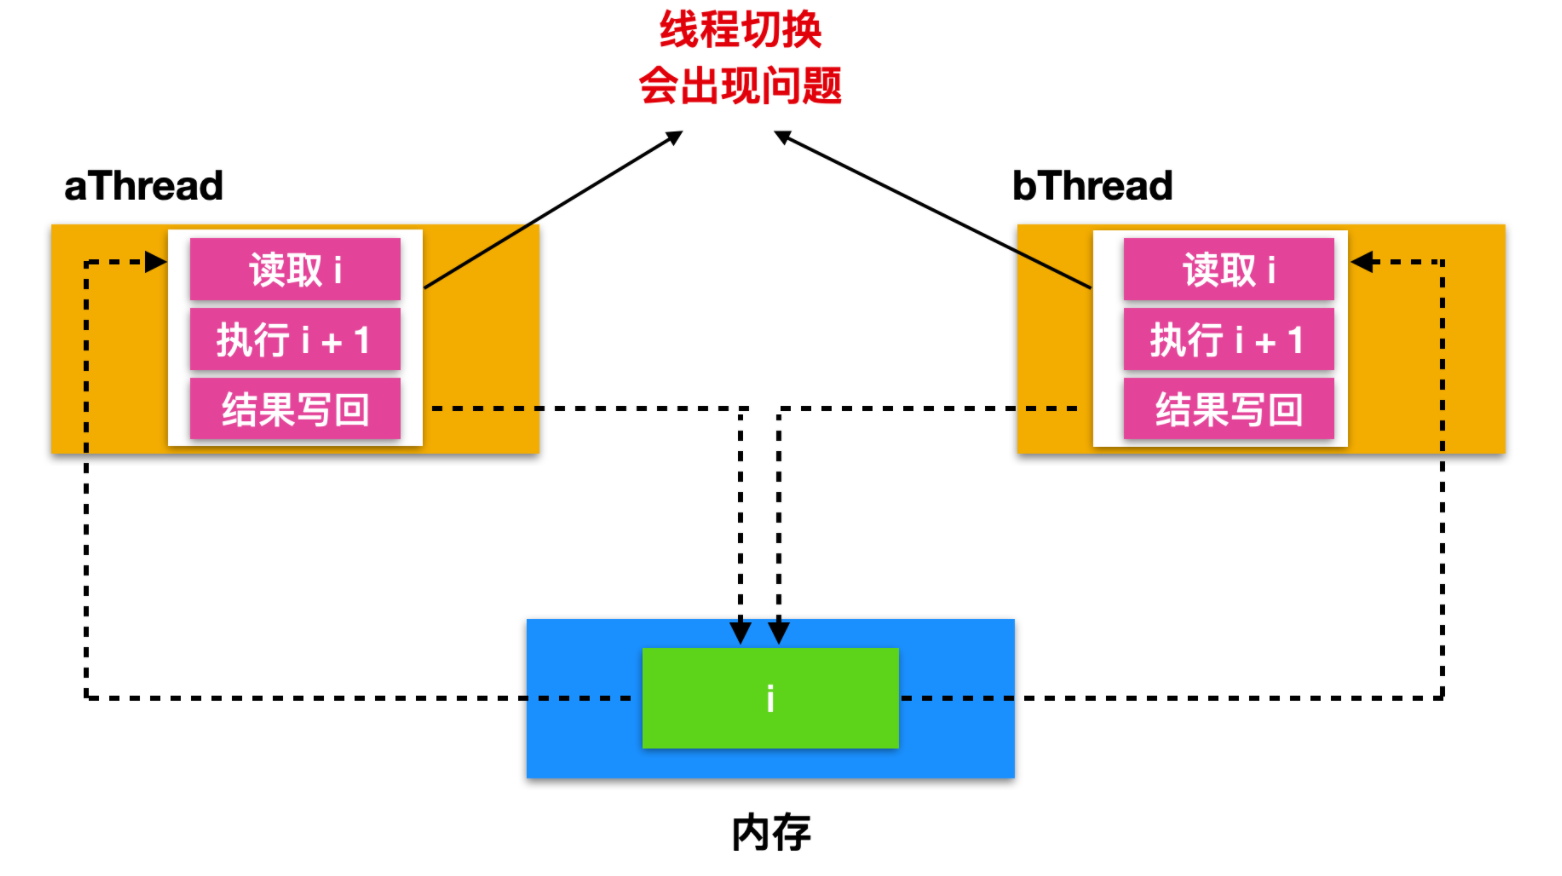 线程切换
会出现问题
aThread
读取 i
执行 i + 1
结果写回
bThread
读取 i
执行 i + 1
结果写回
i
内存